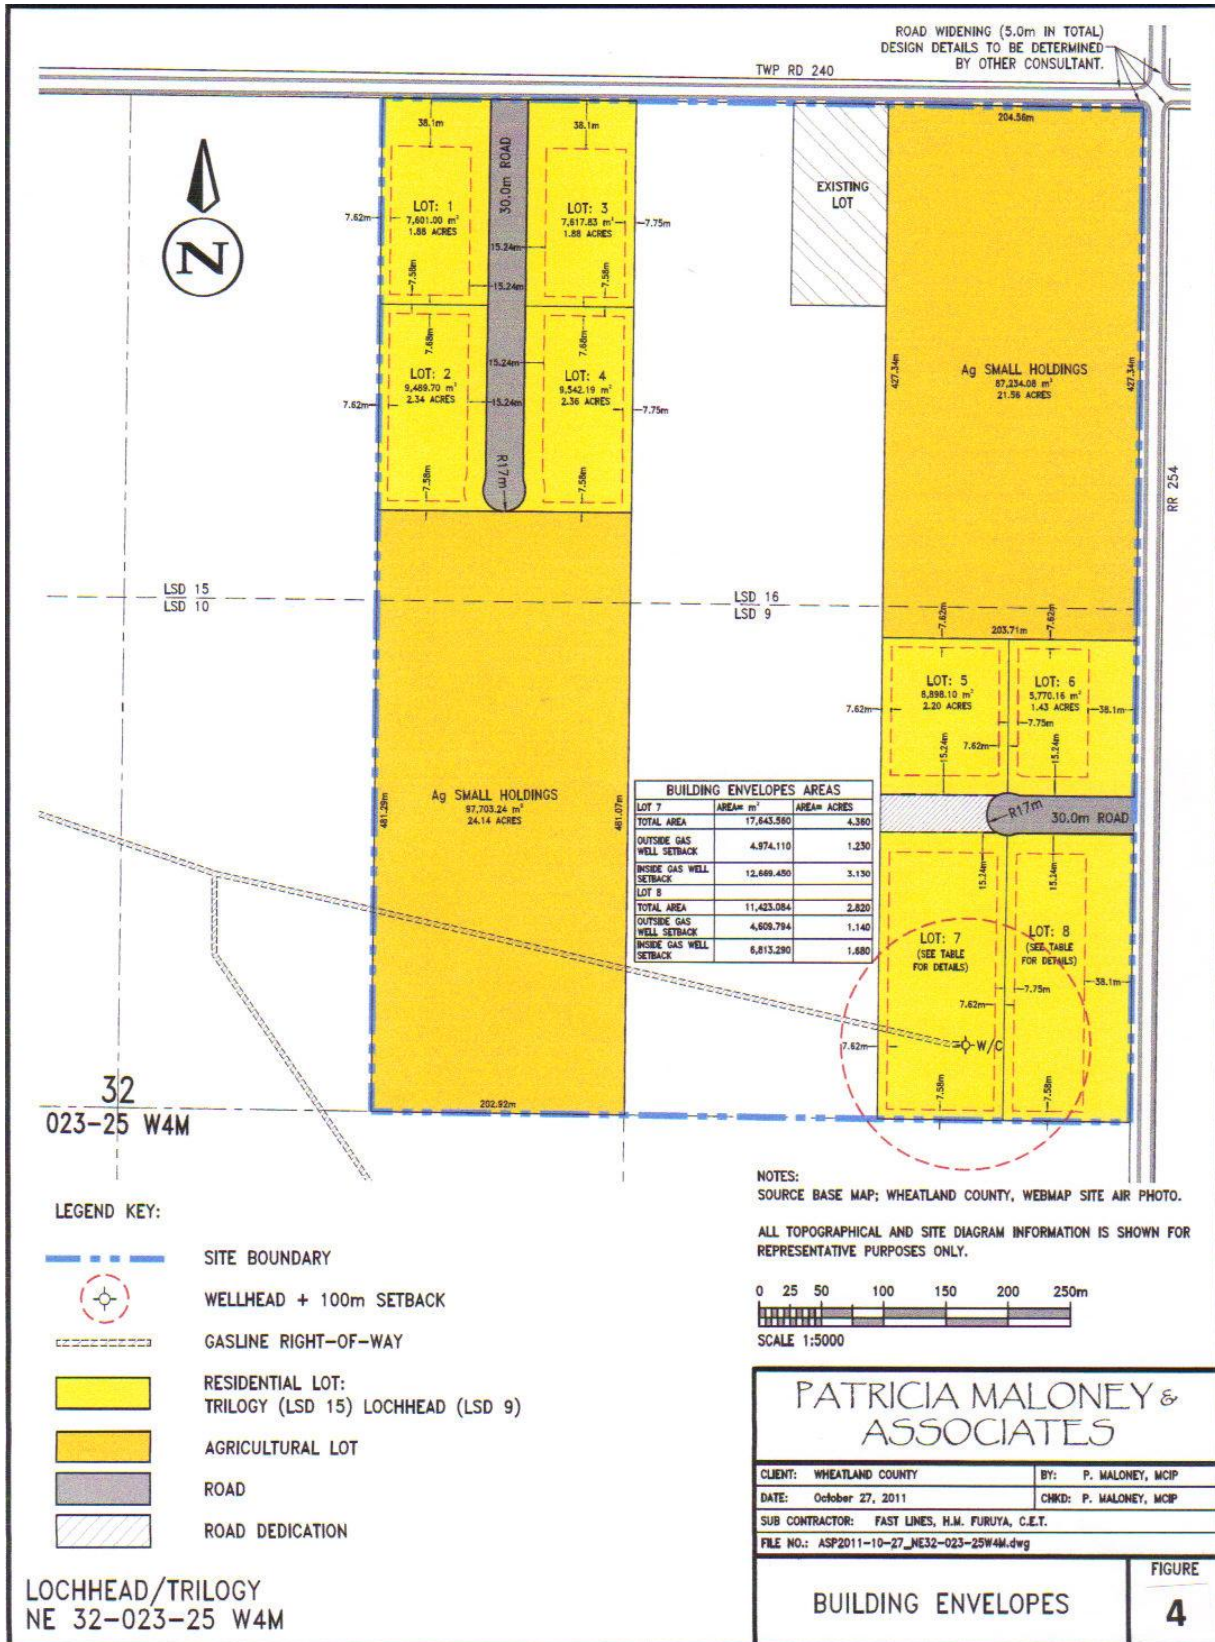 ROAD WIDENING (5.0m IN TOTAL)
DESIGN DETAILS TO BE DETERMINED
BY OTHER CONSULTANT.
TWP RD 240
38.1m
30.0m ROAD
38.1m
204.56m
EXISTING
LOT
LOT: 1
7,601.00 m²
1.88 ACRES
LOT: 3
7,617.83 m²
1.88 ACRES
7.62m
7.75m
15.24m
7.58m
15.24m
7.58m
7.68m
7.68m
15.24m
LOT: 2
9,489.70 m²
2.34 ACRES
LOT: 4
9,542.19 m²
2.36 ACRES
7.62m
15.24m
7.75m
R17m
7.58m
7.58m
427.34m
Ag SMALL HOLDINGS
87,234.08 m²
21.56 ACRES
427.34m
RR 254
LSD 15
LSD 10
LSD 16
LSD 9
7.62m
203.71m
7.62m
LOT: 5
8,898.10 m²
2.20 ACRES
LOT: 6
5,770.16 m²
1.43 ACRES
7.62m
38.1m
7.75m
7.62m
15.24m
15.24m
R17m
30.0m ROAD
481.29m
Ag SMALL HOLDINGS
97,703.24 m²
24.14 ACRES
481.07m
BUILDING ENVELOPES AREAS
LOT 7 AREA= m² AREA= ACRES
TOTAL AREA 17,643.560 4.360
OUTSIDE GAS WELL SETBACK 4,974.110 1.230
INSIDE GAS WELL SETBACK 12,669.450 3.130
LOT 8
TOTAL AREA 11,423.084 2.820
OUTSIDE GAS WELL SETBACK 4,609.794 1.140
INSIDE GAS WELL SETBACK 6,813.290 1.680
15.24m
15.24m
LOT: 7
(SEE TABLE
FOR DETAILS)
LOT: 8
(SEE TABLE
FOR DETAILS)
38.1m
7.75m
7.62m
7.62m
W/C
7.58m
7.58m
202.92m
32
023-25 W4M
LEGEND KEY:
SITE BOUNDARY
WELLHEAD + 100m SETBACK
GASLINE RIGHT-OF-WAY
RESIDENTIAL LOT:
TRILOGY (LSD 15) LOCHHEAD (LSD 9)
AGRICULTURAL LOT
ROAD
ROAD DEDICATION
LOCHHEAD/TRILOGY
NE 32-023-25 W4M
NOTES:
SOURCE BASE MAP; WHEATLAND COUNTY, WEBMAP SITE AIR PHOTO.
ALL TOPOGRAPHICAL AND SITE DIAGRAM INFORMATION IS SHOWN FOR
REPRESENTATIVE PURPOSES ONLY.
0 25 50 100 150 200 250m
SCALE 1:5000
PATRICIA MALONEY &
ASSOCIATES
CLIENT: WHEATLAND COUNTY BY: P. MALONEY, MCIP
DATE: October 27, 2011 CHKD: P. MALONEY, MCIP
SUB CONTRACTOR: FAST LINES, H.M. FURUYA, C.E.T.
FILE NO.: ASP2011-10-27_NE32-023-25W4M.dwg
BUILDING ENVELOPES
FIGURE
4
N